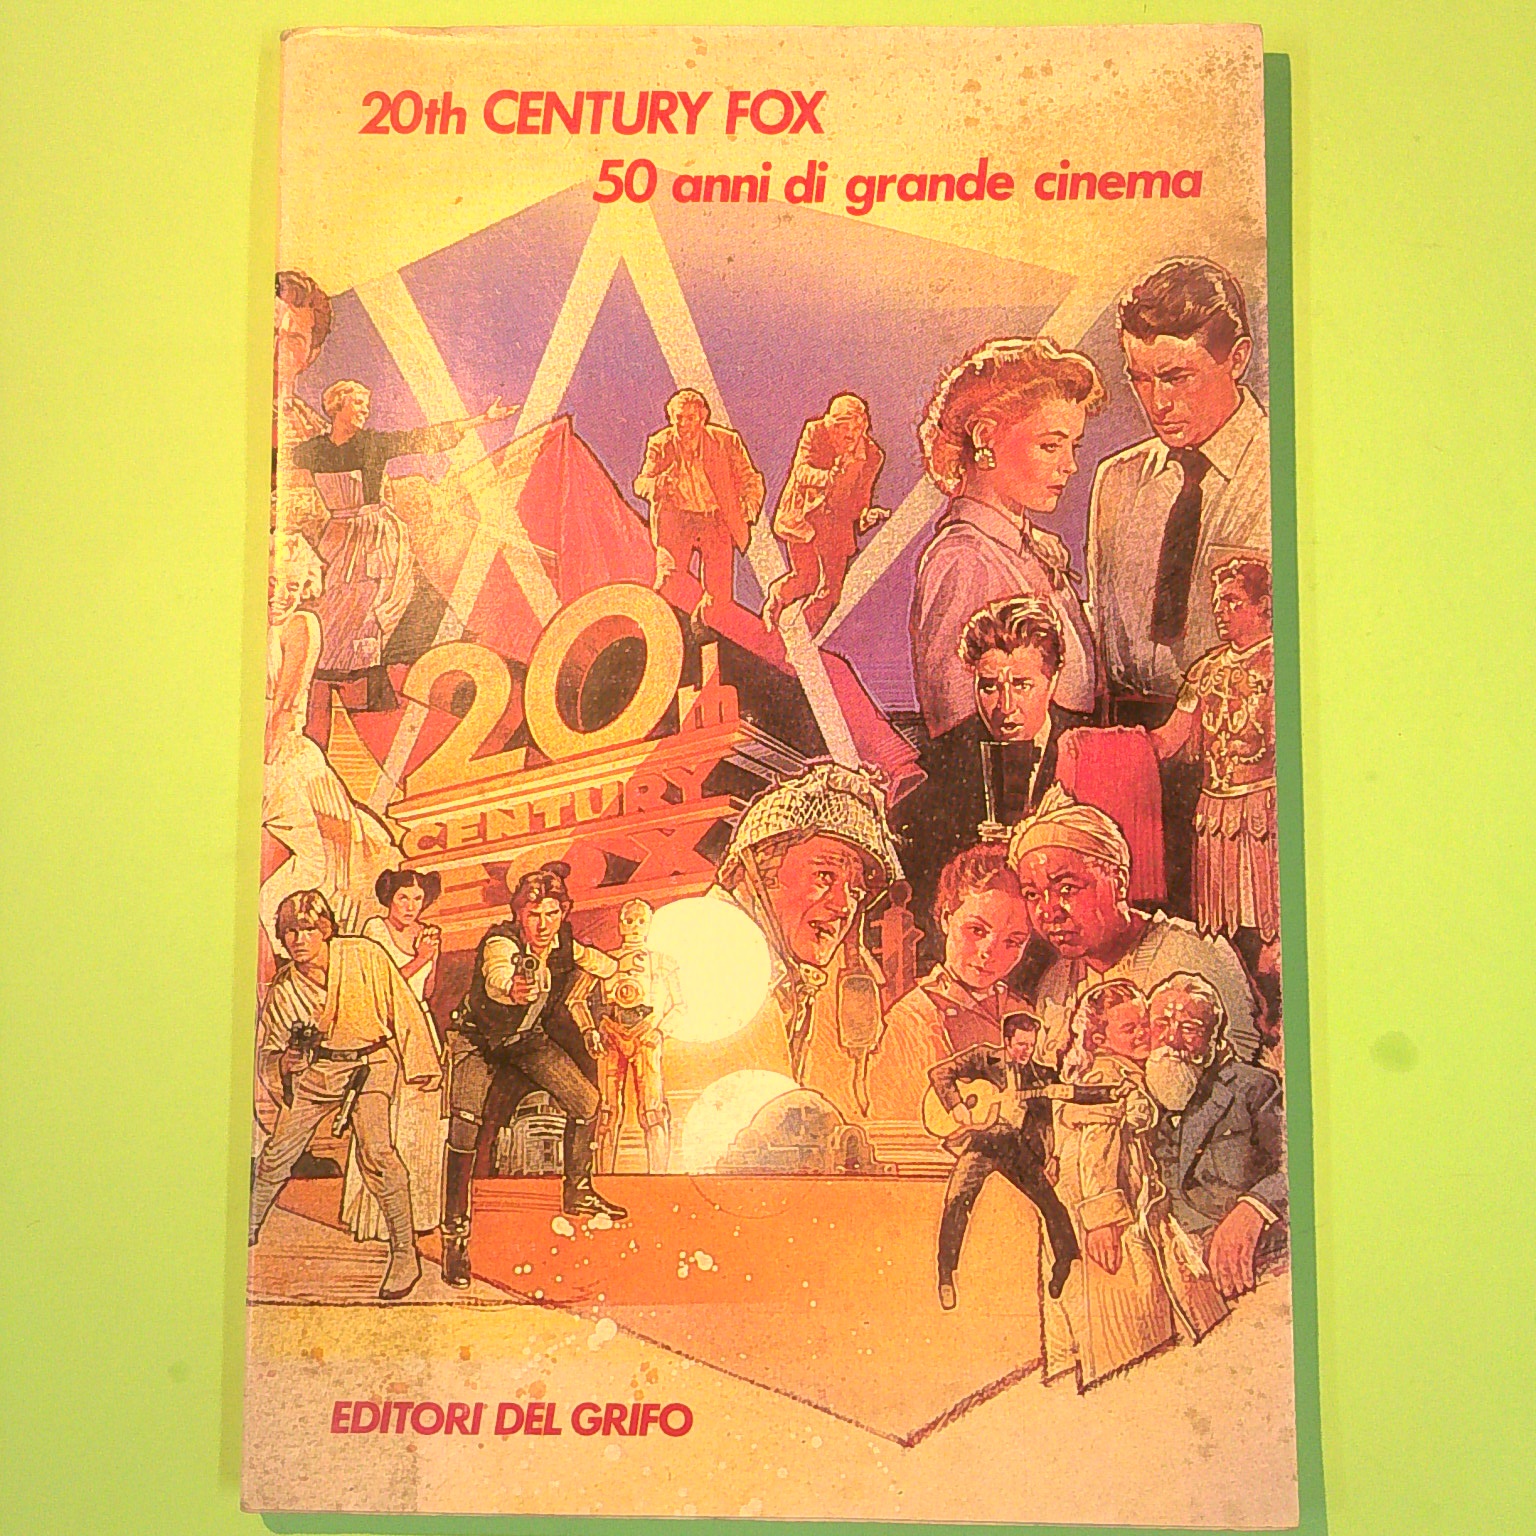 20th CENTURY FOX
50 anni di grande cinema
20th
CENTURY
FOX
EDITORI DEL GRIFO